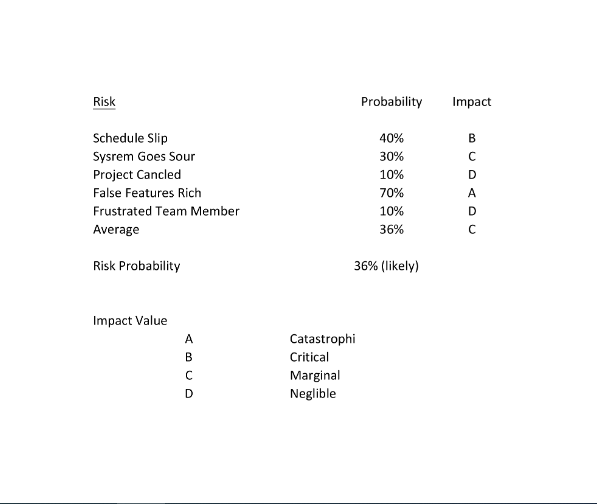 Risk Probability Impact
Schedule Slip 40% B
Sysrem Goes Sour 30% C
Project Cancled 10% D
False Features Rich 70% A
Frustrated Team Member 10% D
Average 36% C
Risk Probability 36% (likely)
Impact Value
A Catastrophi
B Critical
C Marginal
D Neglible